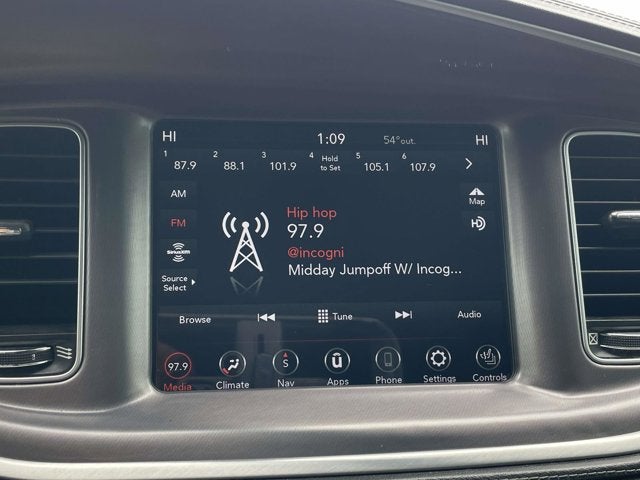 HI 1:09 54°out. HI
1 87.9 2 88.1 3 101.9 4 Hold to Set 5 105.1 6 107.9
AM
FM
SiriusXM
Source
Select
Hip hop
97.9
@incogni
Midday Jumpoff W/ Incog...
Map
HD
Browse Tune Audio
97.9 S
Media Climate Nav Apps Phone Settings Controls